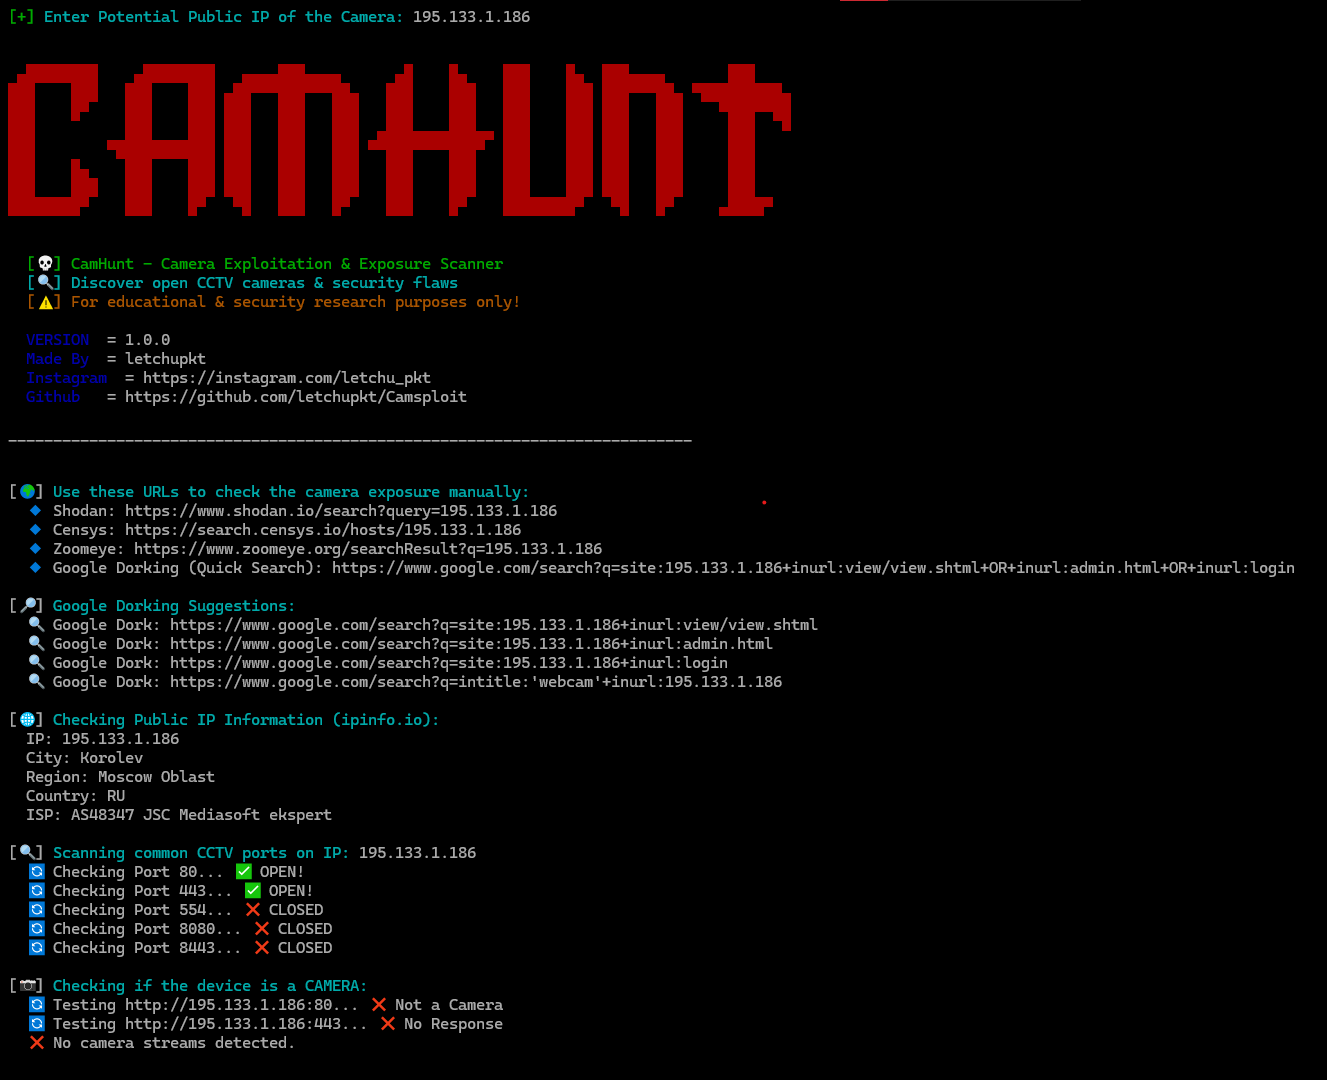 [+] Enter Potential Public IP of the Camera: 195.133.1.186
CAMHUNT
[💀] CamHunt – Camera Exploitation & Exposure Scanner
[🔍] Discover open CCTV cameras & security flaws
[⚠️] For educational & security research purposes only!
VERSION = 1.0.0
Made By = letchupkt
Instagram = https://instagram.com/letchu_pkt
Github = https://github.com/letchupkt/Camsploit
____________________________________________________________________________
[🌍] Use these URLs to check the camera exposure manually:
🔹 Shodan: https://www.shodan.io/search?query=195.133.1.186
🔹 Censys: https://search.censys.io/hosts/195.133.1.186
🔹 Zoomeye: https://www.zoomeye.org/searchResult?q=195.133.1.186
🔹 Google Dorking (Quick Search): https://www.google.com/search?q=site:195.133.1.186+inurl:view/view.shtml+OR+inurl:admin.html+OR+inurl:login
[🔎] Google Dorking Suggestions:
🔍 Google Dork: https://www.google.com/search?q=site:195.133.1.186+inurl:view/view.shtml
🔍 Google Dork: https://www.google.com/search?q=site:195.133.1.186+inurl:admin.html
🔍 Google Dork: https://www.google.com/search?q=site:195.133.1.186+inurl:login
🔍 Google Dork: https://www.google.com/search?q=intitle:'webcam'+inurl:195.133.1.186
[🌐] Checking Public IP Information (ipinfo.io):
IP: 195.133.1.186
City: Korolev
Region: Moscow Oblast
Country: RU
ISP: AS48347 JSC Mediasoft ekspert
[🔍] Scanning common CCTV ports on IP: 195.133.1.186
🔄 Checking Port 80... ✅ OPEN!
🔄 Checking Port 443... ✅ OPEN!
🔄 Checking Port 554... ❌ CLOSED
🔄 Checking Port 8080... ❌ CLOSED
🔄 Checking Port 8443... ❌ CLOSED
[📷] Checking if the device is a CAMERA:
🔄 Testing http://195.133.1.186:80... ❌ Not a Camera
🔄 Testing http://195.133.1.186:443... ❌ No Response
❌ No camera streams detected.